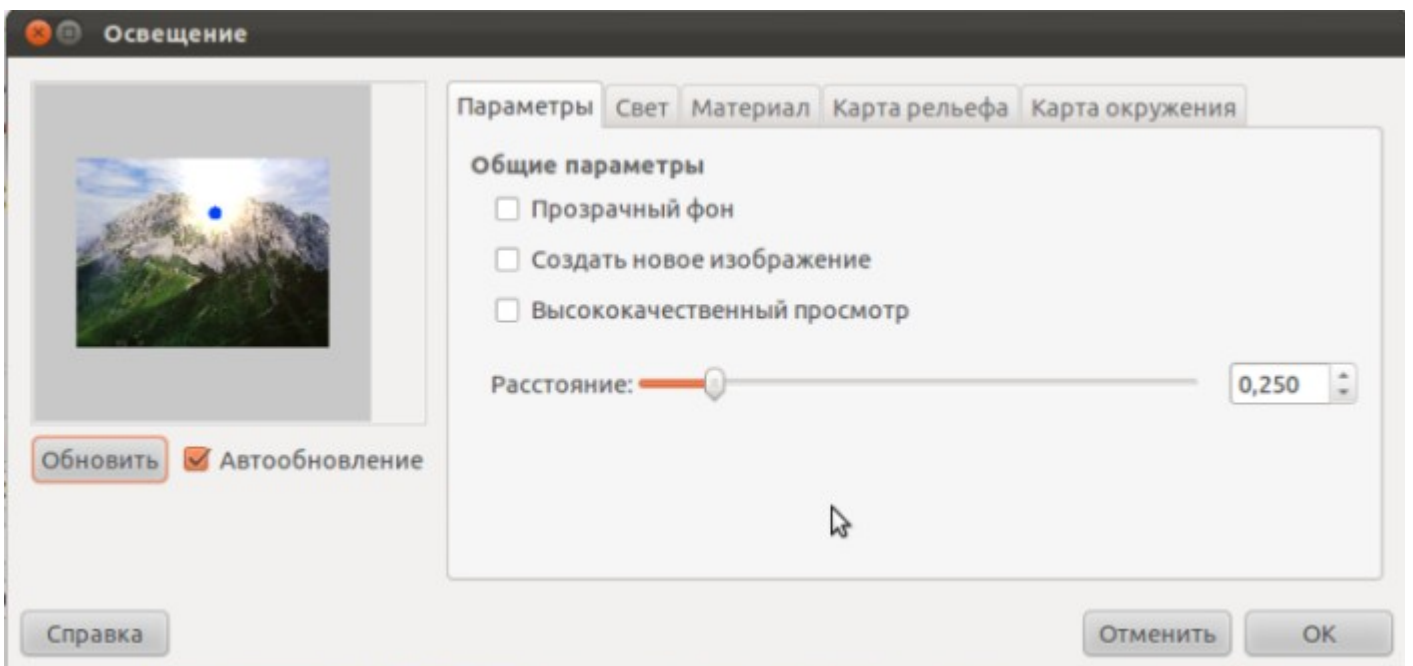 Освещение
Параметры Свет Материал Карта рельефа Карта окружения
Общие параметры
Прозрачный фон
Создать новое изображение
Высококачественный просмотр
Расстояние: 0,250
Обновить Автообновление
Справка Отменить OK